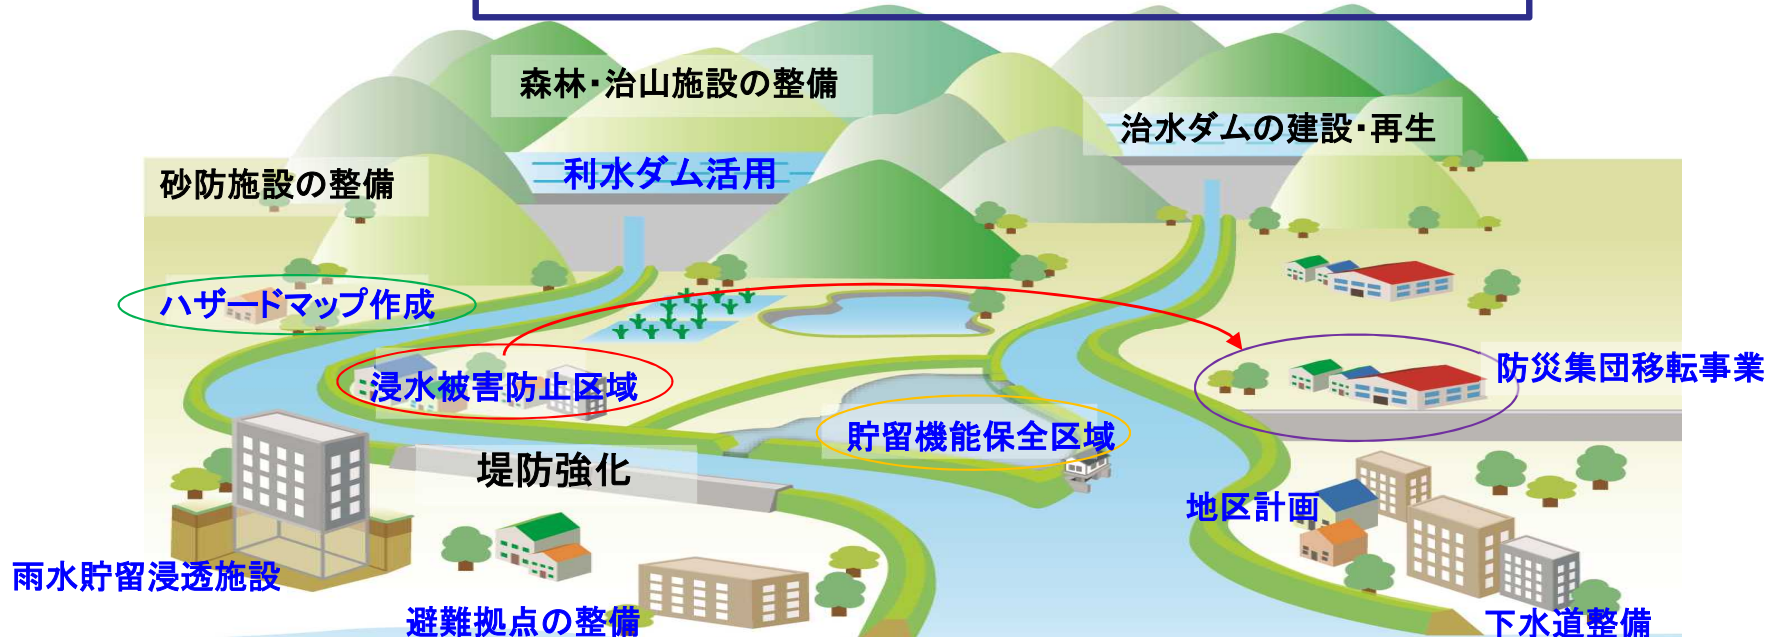 森林・治山施設の整備
治水ダムの建設・再生
利水ダム活用
砂防施設の整備
ハザードマップ作成
浸水被害防止区域
防災集団移転事業
貯留機能保全区域
堤防強化
地区計画
雨水貯留浸透施設
避難拠点の整備
下水道整備